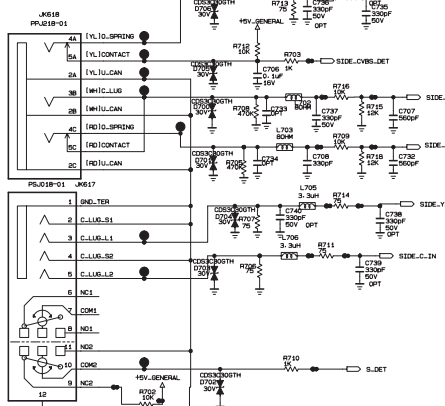 CDS3C30GTH
D706
30V
R713
75
C736
330pF
50V
OPT
C735
330pF
50V
JK618
PPJ218-01
+5V_GENERAL
4A [YL]O_SPRING
5A [YL]CONTACT
2A [YL]U_CAN
3B [WH]C_LUG
2B [WH]U_CAN
4C [RD]O_SPRING
5C [RD]CONTACT
2C [RD]U_CAN
R712
10K
R703
1K
SIDE_CVBS_DET
CDS3C30GTH
D705
30V
C706
0.1uF
16V
CDS3C30GTH
D700
30V
R708
470K
C733
OPT
L702
80HM
C737
330pF
50V
R716
10K
R715
12K
C707
560pF
SIDE_
L703
80HM
R709
10K
SIDE_
CDS3C30GTH
D701
30V
R705
470K
C734
OPT
C708
330pF
R718
12K
C732
560pF
PSJ018-01 JK617
1 GND_TER
2 C_LUG_S1
3 C_LUG_L1
4 C_LUG_S2
5 C_LUG_L2
6 NC1
7 COM1
8 NO1
11 NO2
10 COM2
9 NC2
12
L705
3.3uH
R714
75
SIDE_Y
CDS3C30GTH
D704
30V
R707
75
C740
330pF
50V
OPT
C738
330pF
50V
OPT
L706
3.3uH
R711
75
SIDE_C_IN
CDS3C30GTH
D703
30V
R706
75
C739
330pF
50V
OPT
R710
1K
S_DET
+5V_GENERAL
R702
10K
CDS3C30GTH
D702
30V